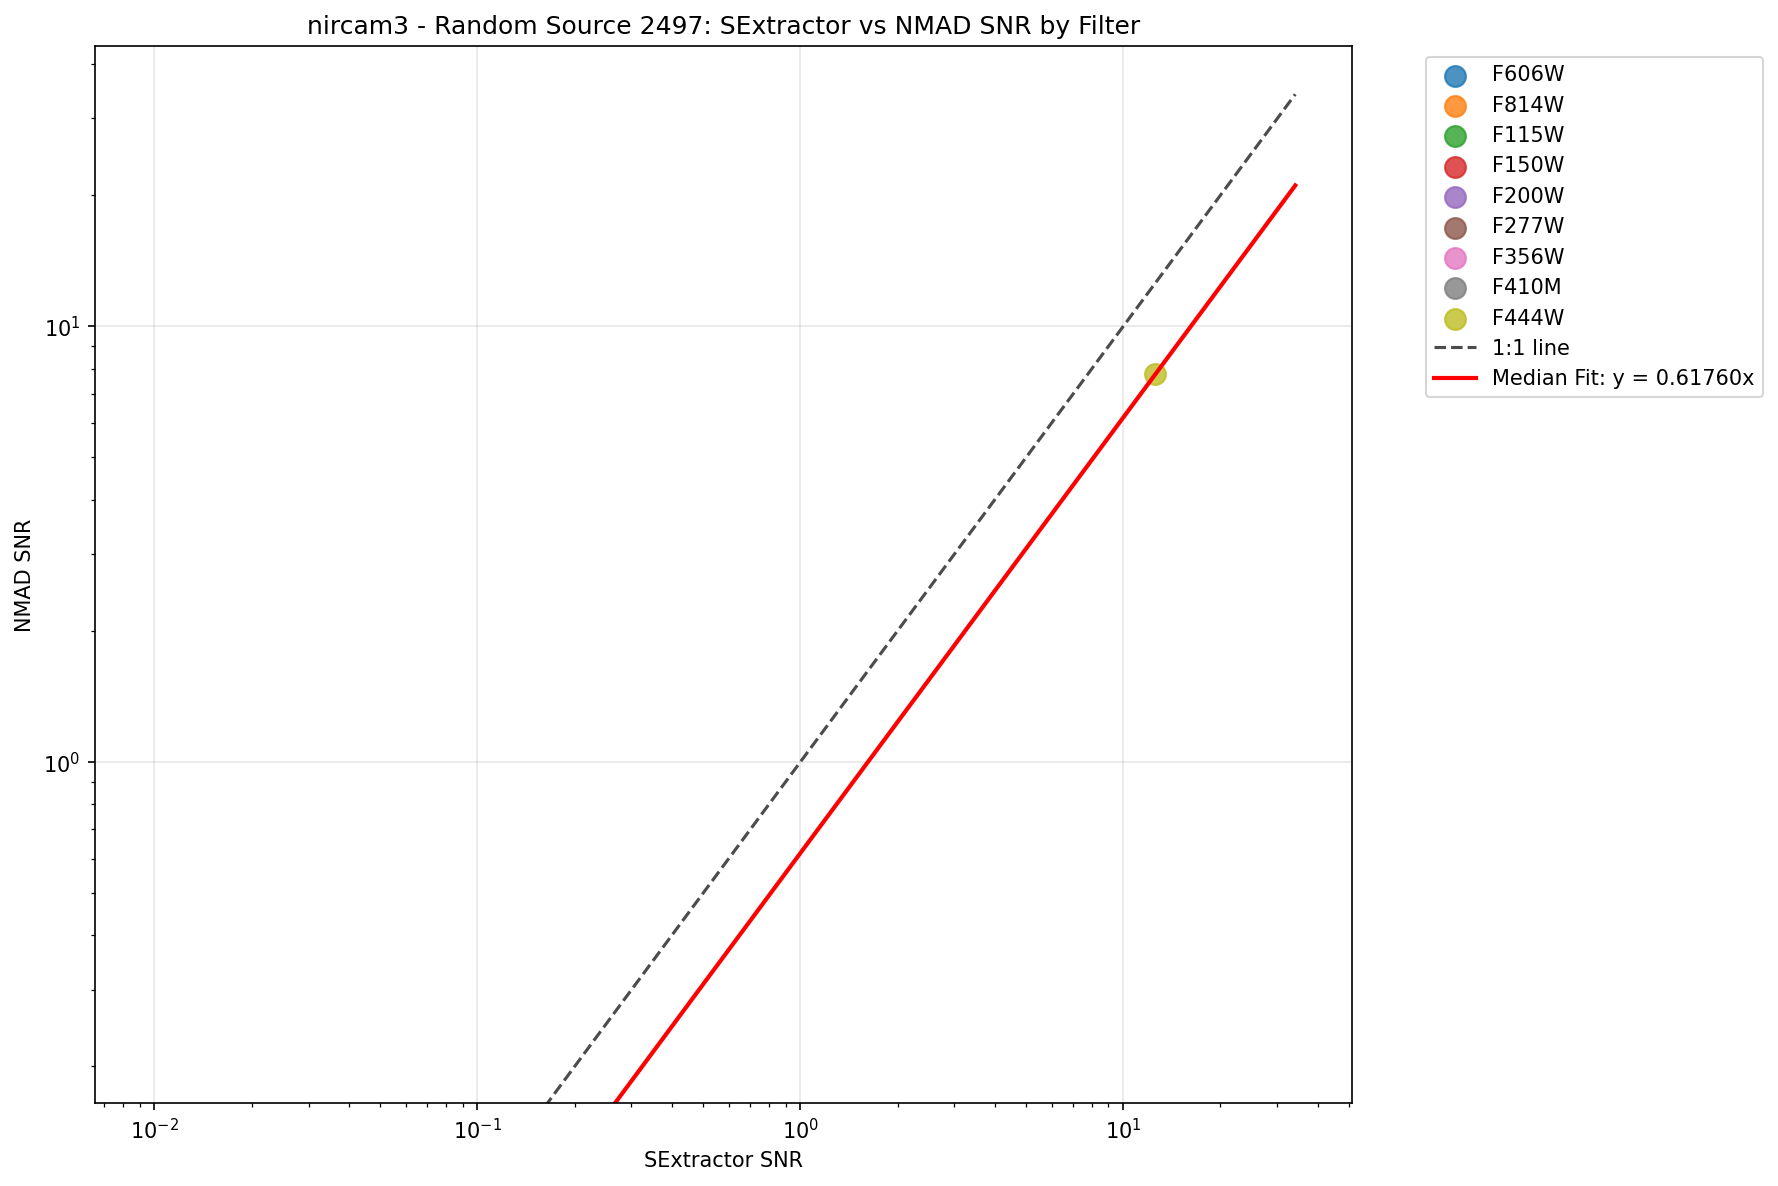 nircam3 - Random Source 2497: SExtractor vs NMAD SNR by Filter
F606W
F814W
F115W
F150W
F200W
F277W
F356W
F410M
F444W
1:1 line
Median Fit: y = 0.61760x
NMAD SNR
10¹
10⁰
10⁻²
10⁻¹
10⁰
10¹
SExtractor SNR